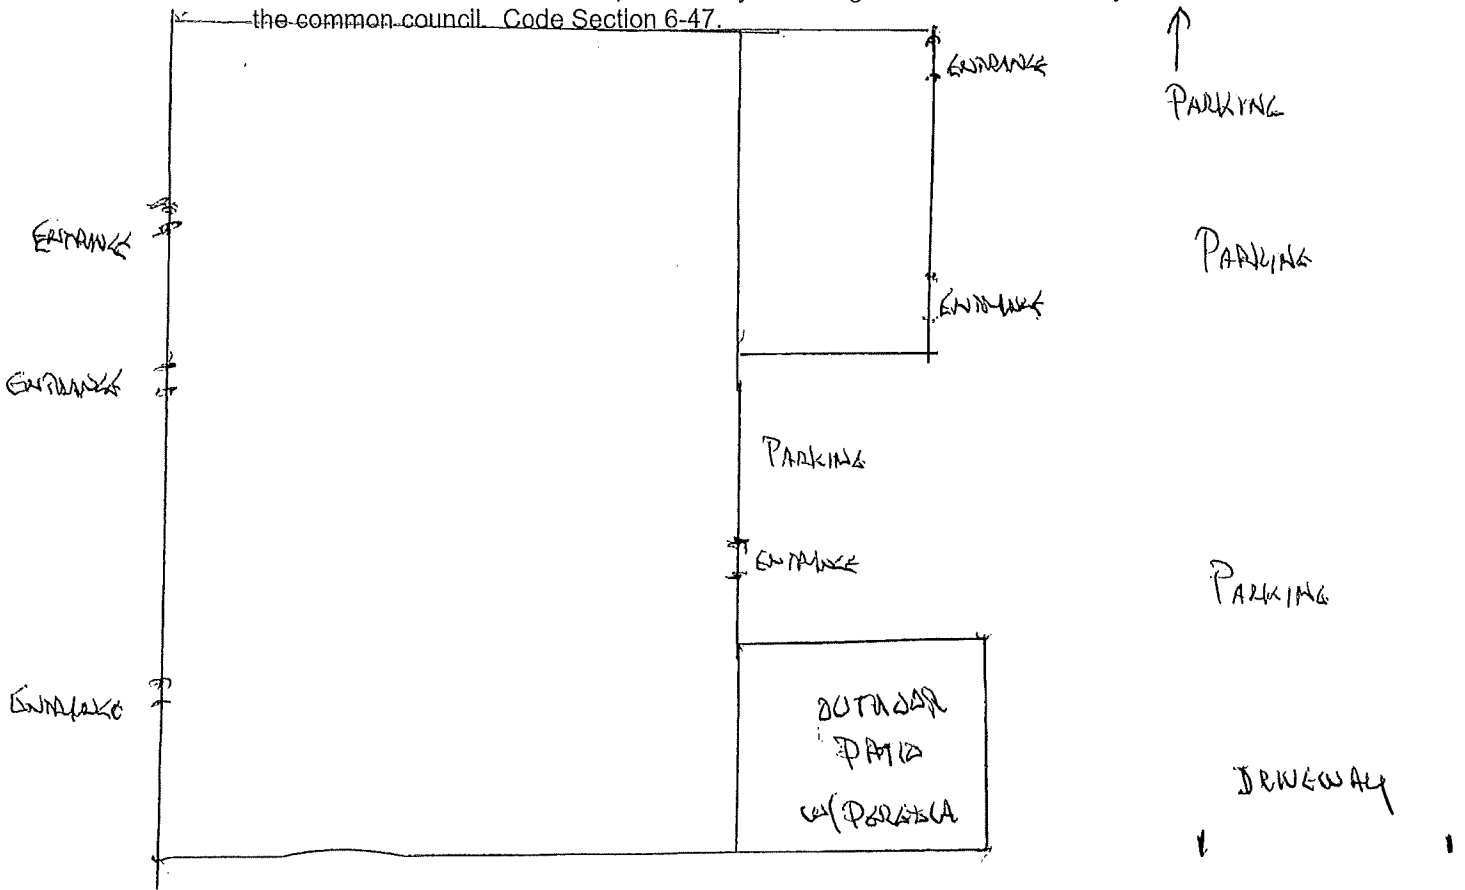 the common council. Code Section 6-47.
ENTRANCE
PARKING
ENTRANCE
PARKING
ENTRANCE
ENTRANCE
PARKING
ENTRANCE
PARKING
ENTRANCE
OUTDOOR
PATIO
W/ PERGOLA
ENTRANCE
DRIVEWAY